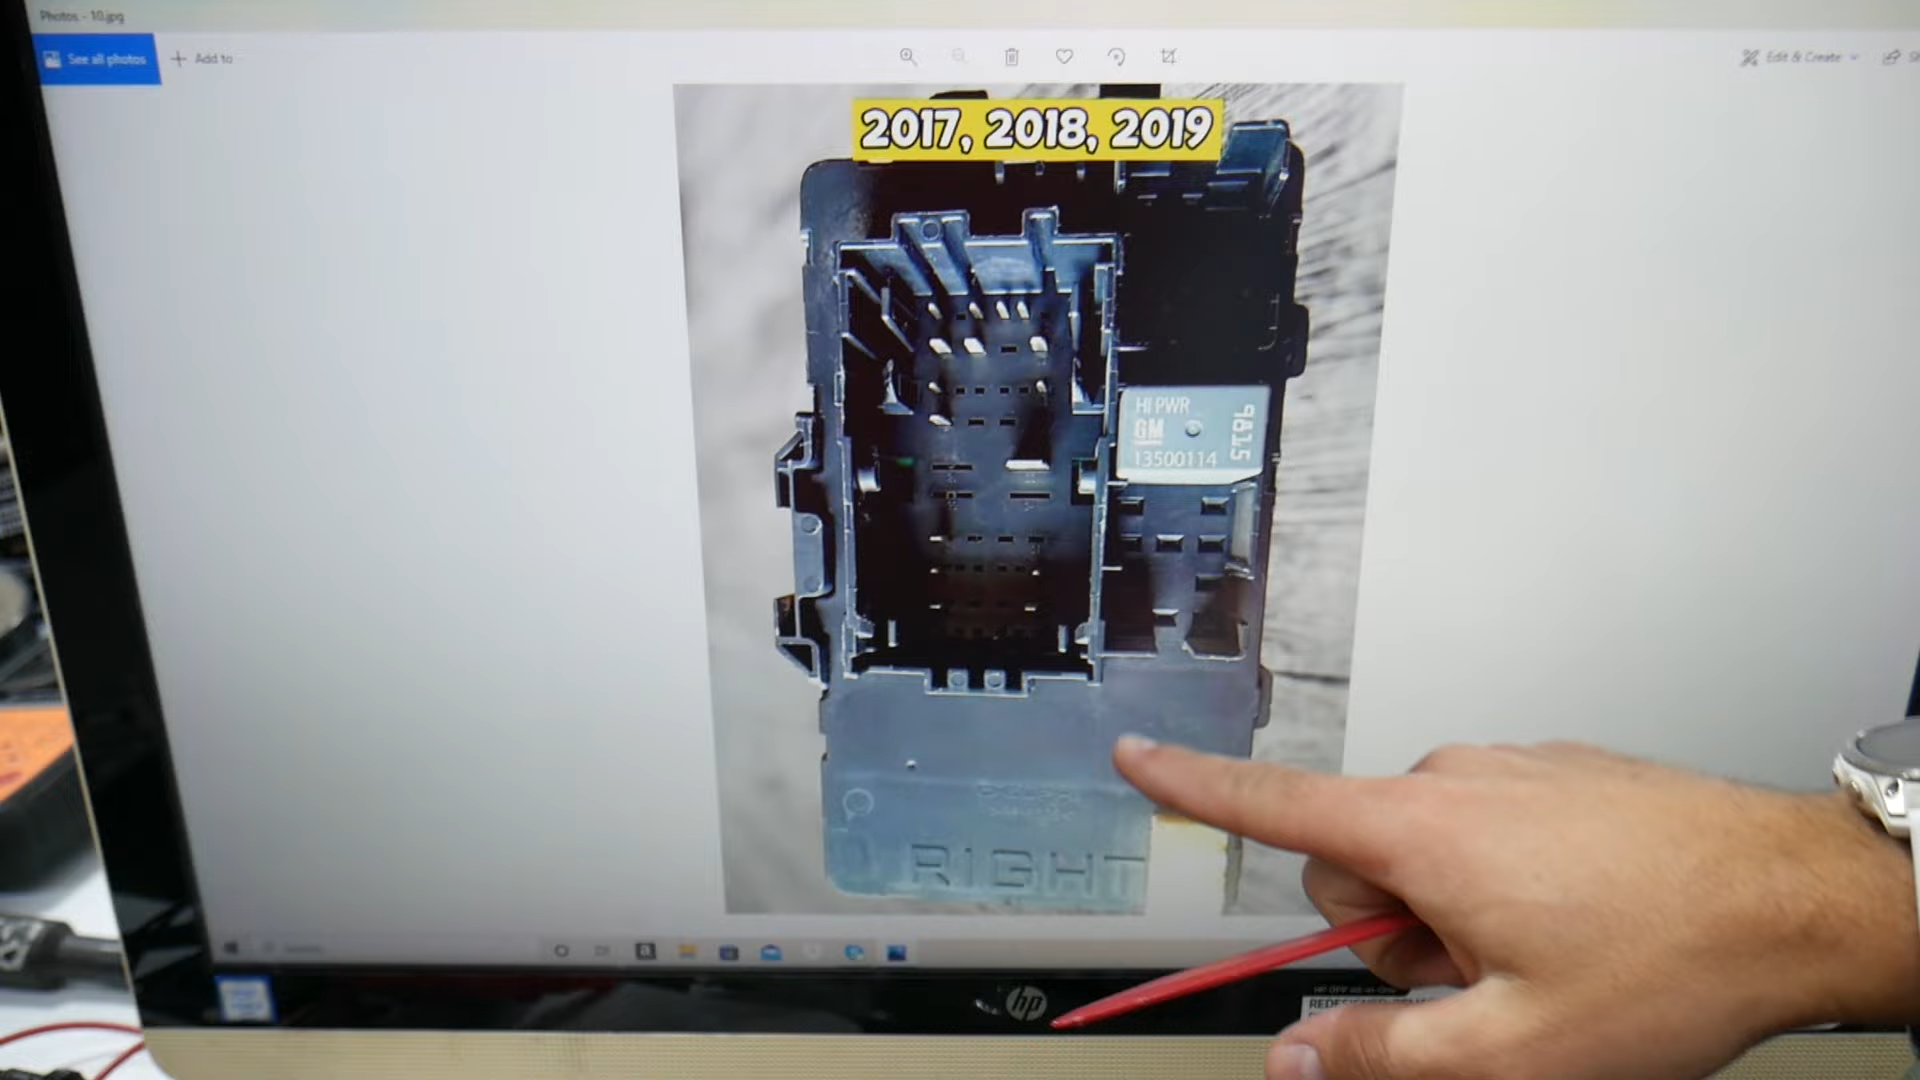 Photos - 10.jpg
See all photos
Add to
Edit & Create
2017, 2018, 2019
HI PWR
GM
13500114
9815
RIGHT
hp